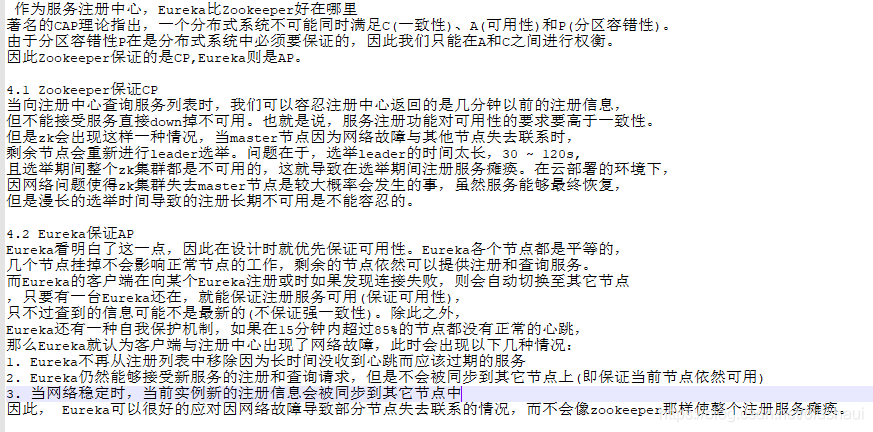 作为服务注册中心，Eureka比Zookeeper好在哪里
著名的CAP理论指出，一个分布式系统不可能同时满足C(一致性)、A(可用性)和P(分区容错性)。
由于分区容错性P在是分布式系统中必须要保证的，因此我们只能在A和C之间进行权衡。
因此Zookeeper保证的是CP,Eureka则是AP。
4.1 Zookeeper保证CP
当向注册中心查询服务列表时，我们可以容忍注册中心返回的是几分钟以前的注册信息，
但不能接受服务直接down掉不可用。也就是说，服务注册功能对可用性的要求要高于一致性。
但是zk会出现这样一种情况，当master节点因为网络故障与其他节点失去联系时，
剩余节点会重新进行leader选举。问题在于，选举leader的时间太长，30 ~ 120s,
且选举期间整个zk集群都是不可用的，这就导致在选举期间注册服务瘫痪。在云部署的环境下，
因网络问题使得zk集群失去master节点是较大概率会发生的事，虽然服务能够最终恢复，
但是漫长的选举时间导致的注册长期不可用是不能容忍的。
4.2 Eureka保证AP
Eureka看明白了这一点，因此在设计时就优先保证可用性。Eureka各个节点都是平等的，
几个节点挂掉不会影响正常节点的工作，剩余的节点依然可以提供注册和查询服务。
而Eureka的客户端在向某个Eureka注册或时如果发现连接失败，则会自动切换至其它节点
，只要有一台Eureka还在，就能保证注册服务可用(保证可用性)，
只不过查到的信息可能不是最新的(不保证强一致性)。除此之外，
Eureka还有一种自我保护机制，如果在15分钟内超过85%的节点都没有正常的心跳，
那么Eureka就认为客户端与注册中心出现了网络故障，此时会出现以下几种情况：
1. Eureka不再从注册列表中移除因为长时间没收到心跳而应该过期的服务
2. Eureka仍然能够接受新服务的注册和查询请求，但是不会被同步到其它节点上(即保证当前节点依然可用)
3. 当网络稳定时，当前实例新的注册信息会被同步到其它节点中
因此， Eureka可以很好的应对因网络故障导致部分节点失去联系的情况，而不会像zookeeper那样使整个注册服务瘫痪。